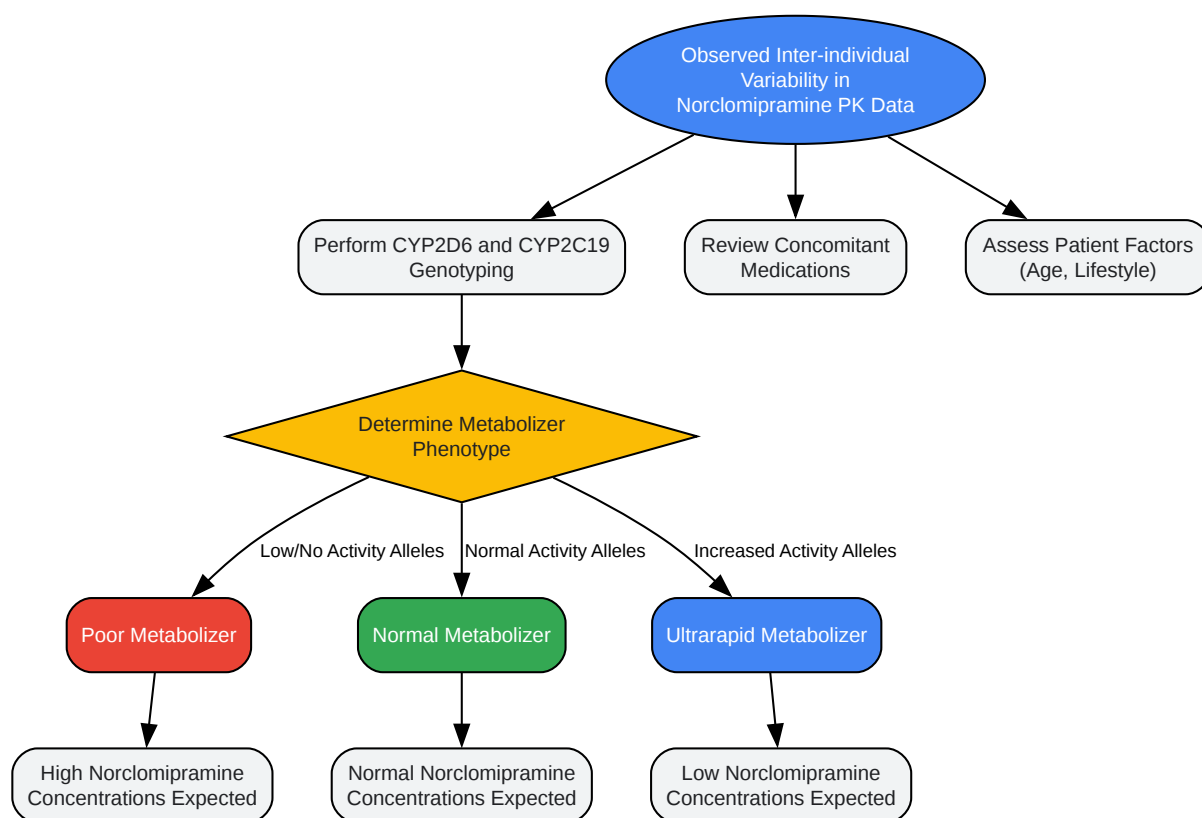 Observed Inter-individual
Variability in
Norclomipramine PK Data
Perform CYP2D6 and CYP2C19
Genotyping
Review Concomitant
Medications
Assess Patient Factors
(Age, Lifestyle)
Determine Metabolizer
Phenotype
Low/No Activity Alleles
Normal Activity Alleles
Increased Activity Alleles
Poor Metabolizer
Normal Metabolizer
Ultrarapid Metabolizer
High Norclomipramine
Concentrations Expected
Normal Norclomipramine
Concentrations Expected
Low Norclomipramine
Concentrations Expected